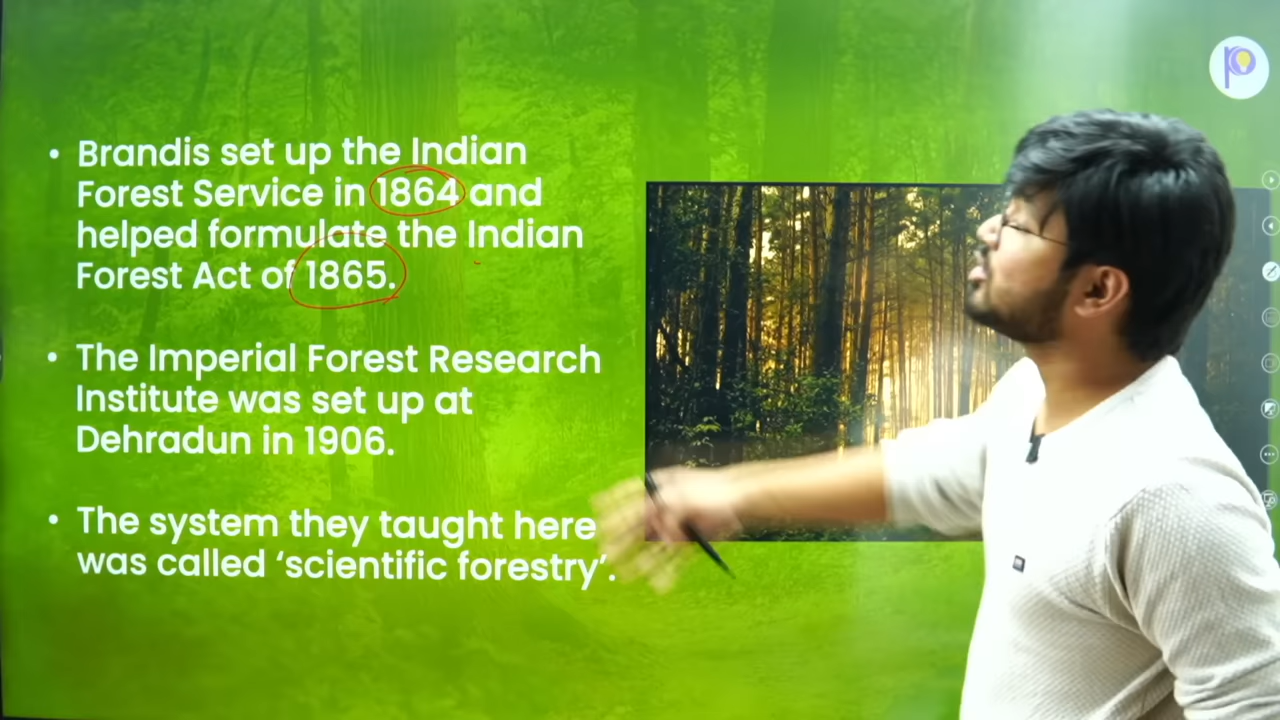 • Brandis set up the Indian
Forest Service in 1864 and
helped formulate the Indian
Forest Act of 1865.
• The Imperial Forest Research
Institute was set up at
Dehradun in 1906.
• The system they taught here
was called ‘scientific forestry’.